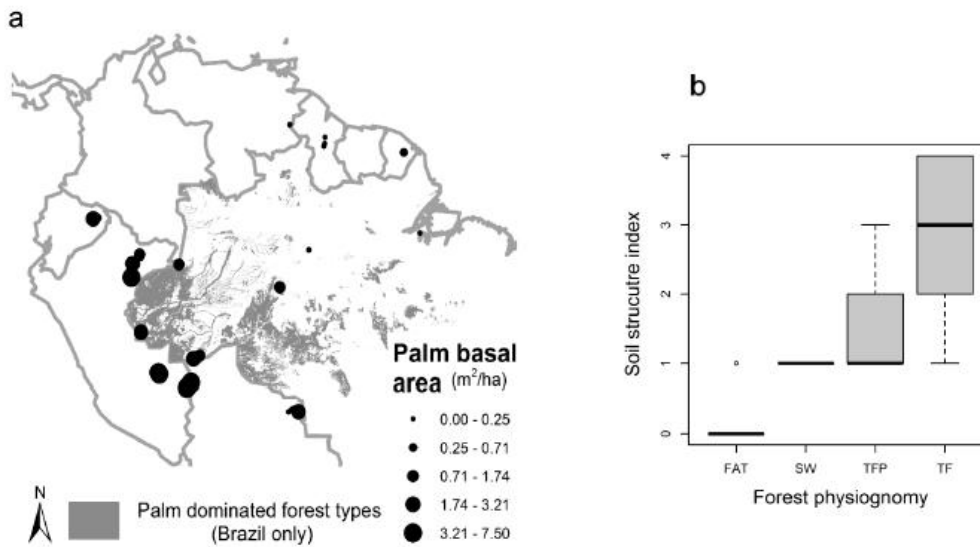 a
Palm basal
area (m²/ha)
0.00 - 0.25
0.25 - 0.71
0.71 - 1.74
1.74 - 3.21
3.21 - 7.50
N
Palm dominated forest types
(Brazil only)
b
Soil strucutre index
4
3
2
1
0
FAT SW TFP TF
Forest physiognomy